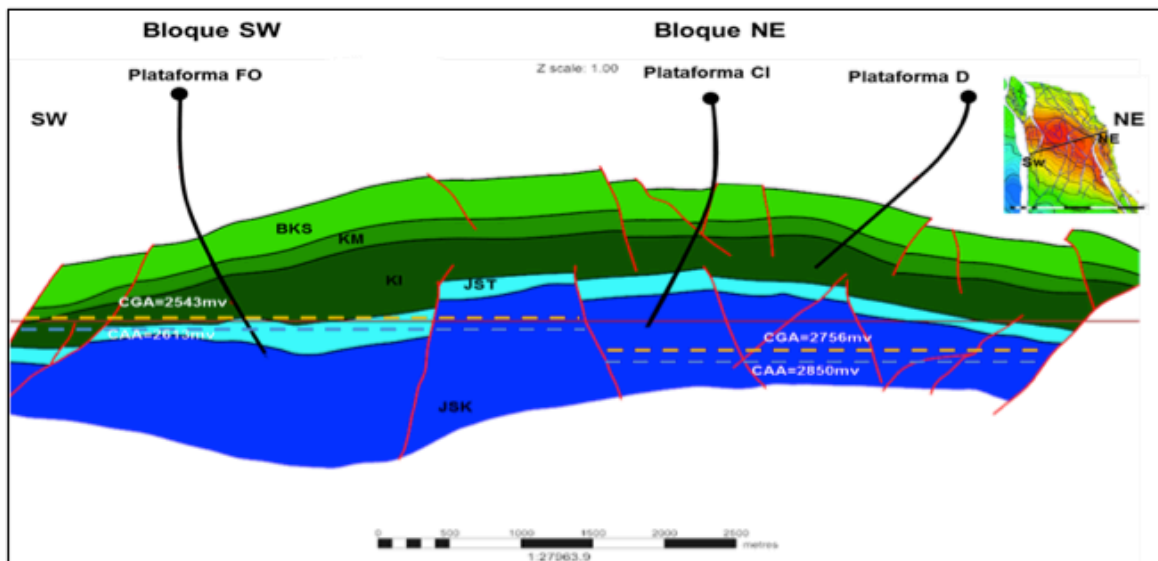 Bloque SW
Bloque NE
Plataforma FO
Z scale: 1.00
Plataforma CI
Plataforma D
SW
NE
NE
SW
BKS
KM
KI
JST
CGA=2543mv
CAA=2613mv
CGA=2756mv
CAA=2850mv
JSK
0 500 1000 1500 2000 2500
metres
1:27963.9